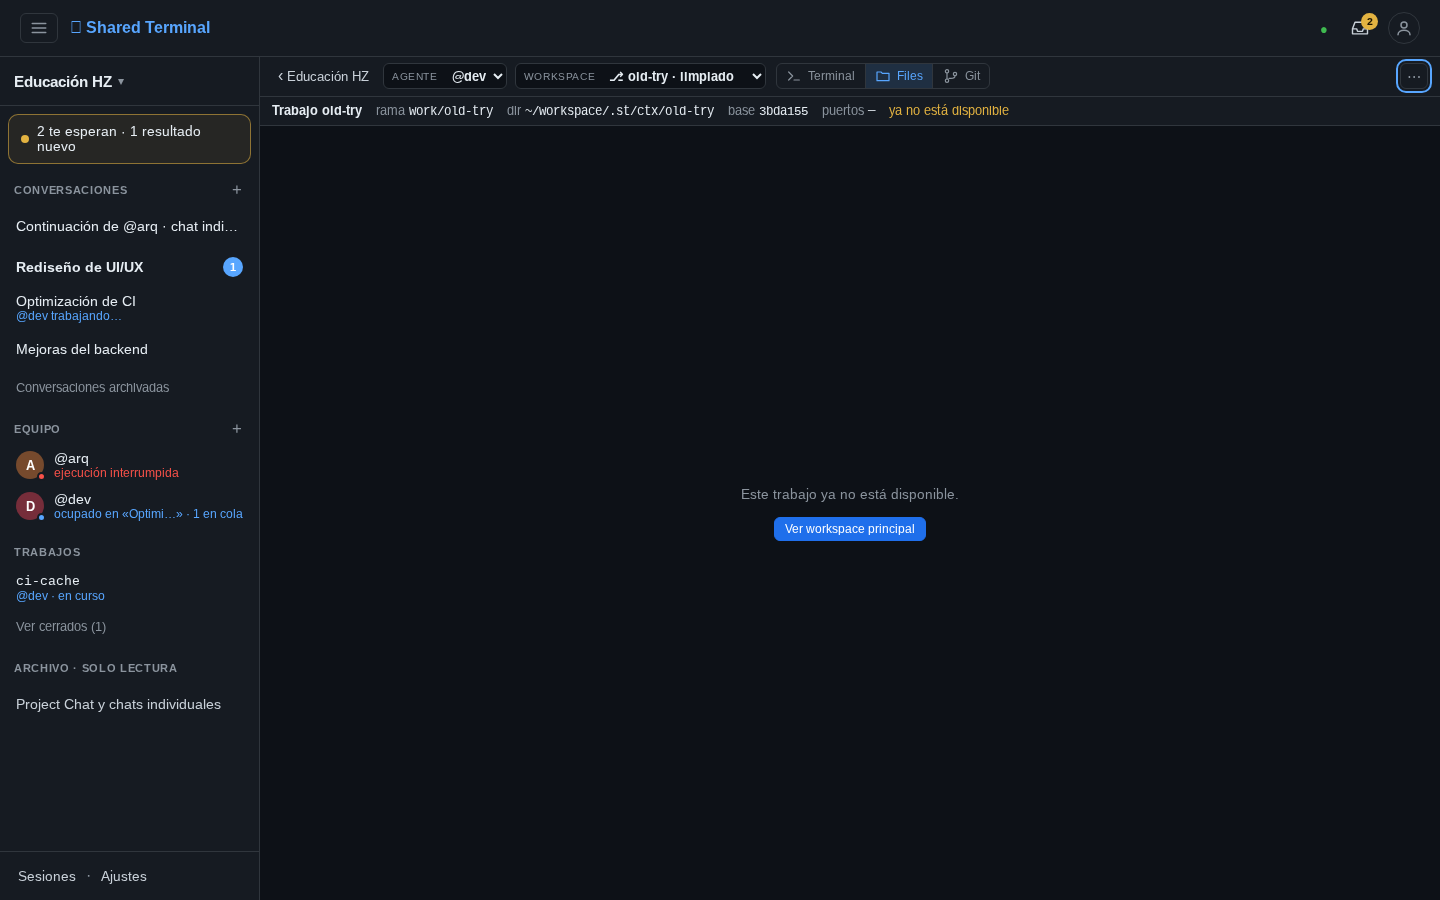 Shared Terminal
2
Educación HZ ▾
2 te esperan · 1 resultado
nuevo
CONVERSACIONES +
Continuación de @arq · chat indi…
Rediseño de UI/UX 1
Optimización de CI
@dev trabajando…
Mejoras del backend
Conversaciones archivadas
EQUIPO +
A @arq
ejecución interrumpida
D @dev
ocupado en «Optimi…» · 1 en cola
TRABAJOS
ci-cache
@dev · en curso
Ver cerrados (1)
ARCHIVO · SOLO LECTURA
Project Chat y chats individuales
Sesiones · Ajustes
‹ Educación HZ AGENTE @dev WORKSPACE ⎇ old-try · limpiado Terminal Files Git ⋯
Trabajo old-try rama work/old-try dir ~/workspace/.st/ctx/old-try base 3bda155 puertos — ya no está disponible
Este trabajo ya no está disponible.
Ver workspace principal